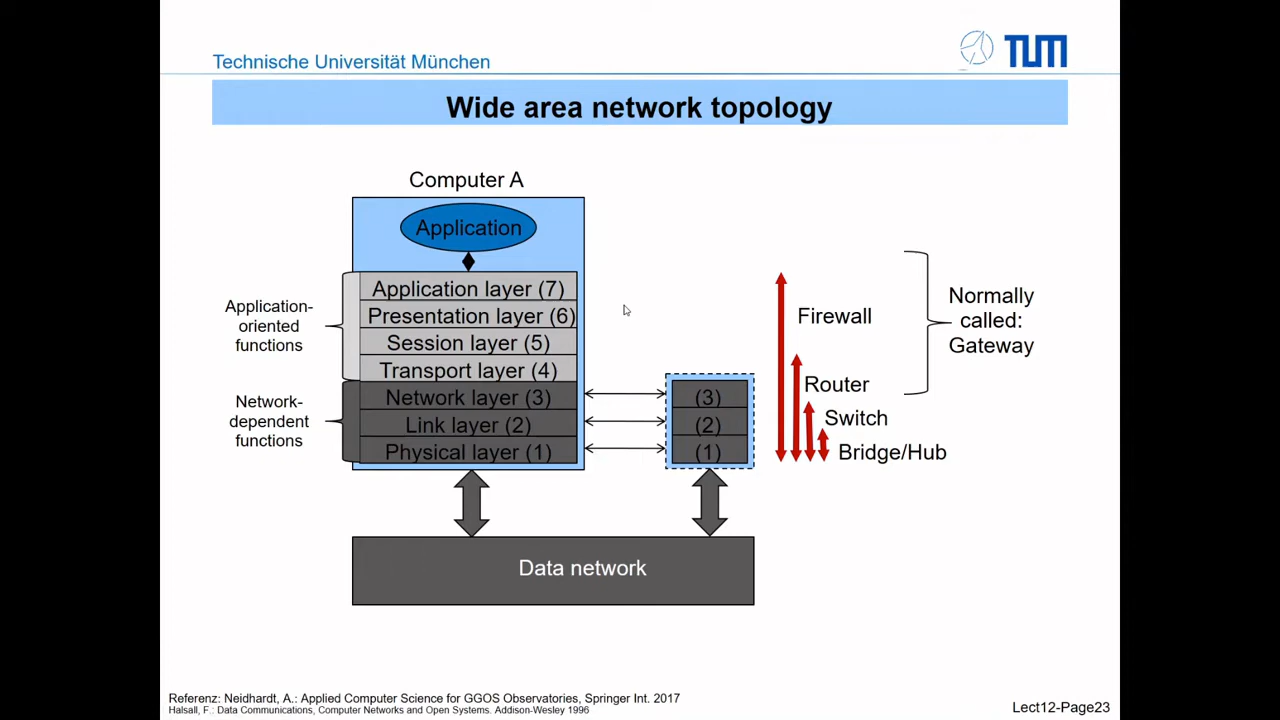 Technische Universität München
TUM
Wide area network topology
Computer A
Application
Application layer (7)
Presentation layer (6)
Session layer (5)
Transport layer (4)
Network layer (3)
Link layer (2)
Physical layer (1)
Application-
oriented
functions
Network-
dependent
functions
(3)
(2)
(1)
Firewall
Router
Switch
Bridge/Hub
Normally
called:
Gateway
Data network
Referenz: Neidhardt, A.: Applied Computer Science for GGOS Observatories, Springer Int. 2017
Halsall, F.: Data Communications, Computer Networks and Open Systems. Addison-Wesley 1996
Lect12-Page23